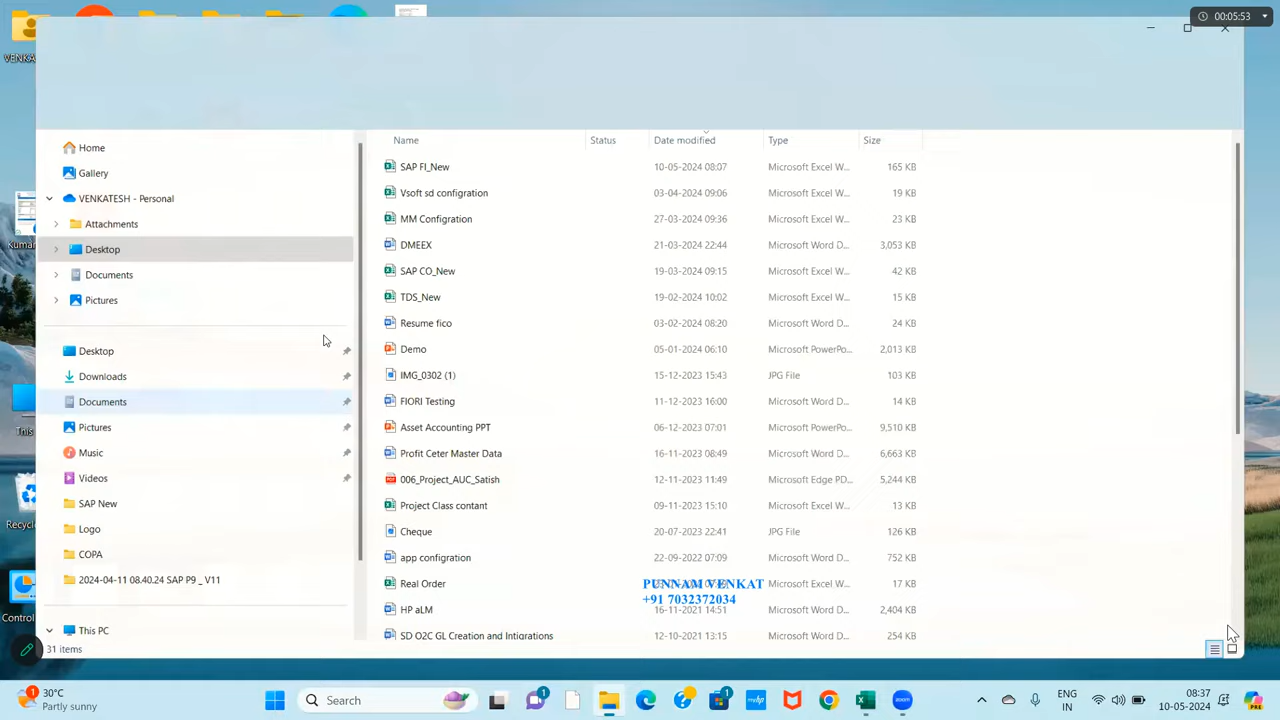 VENKA
00:05:53
Home
Gallery
VENKATESH - Personal
Attachments
Desktop
Documents
Pictures
Desktop
Downloads
Documents
Pictures
Music
Videos
SAP New
Logo
COPA
2024-04-11 08.40.24 SAP P9 _ V11
This PC
31 items
Name Status Date modified Type Size
SAP FI_New 10-05-2024 08:07 Microsoft Excel W... 165 KB
Vsoft sd configration 03-04-2024 09:06 Microsoft Excel W... 19 KB
MM Configration 27-03-2024 09:36 Microsoft Excel W... 23 KB
DMEEX 21-03-2024 22:44 Microsoft Word D... 3,053 KB
SAP CO_New 19-03-2024 09:15 Microsoft Excel W... 42 KB
TDS_New 19-02-2024 10:02 Microsoft Excel W... 15 KB
Resume fico 03-02-2024 08:20 Microsoft Word D... 24 KB
Demo 05-01-2024 06:10 Microsoft PowerPo... 2,013 KB
IMG_0302 (1) 15-12-2023 15:43 JPG File 103 KB
FIORI Testing 11-12-2023 16:00 Microsoft Word D... 14 KB
Asset Accounting PPT 06-12-2023 07:01 Microsoft PowerPo... 9,510 KB
Profit Ceter Master Data 16-11-2023 08:49 Microsoft Word D... 6,663 KB
006_Project_AUC_Satish 12-11-2023 11:49 Microsoft Edge PD... 5,244 KB
Project Class contant 09-11-2023 15:10 Microsoft Excel W... 13 KB
Cheque 20-07-2023 22:41 JPG File 126 KB
app configration 22-09-2022 07:09 Microsoft Word D... 752 KB
Real Order Microsoft Excel W... 17 KB
PUNNAM VENKAT
+91 7032372034
HP aLM 16-11-2021 14:51 Microsoft Word D... 2,404 KB
SD O2C GL Creation and Intigrations 12-10-2021 13:15 Microsoft Word D... 254 KB
Kumar
This
Recycle
Control
30°C
Partly sunny
Search
ENG
IN
08:37
10-05-2024